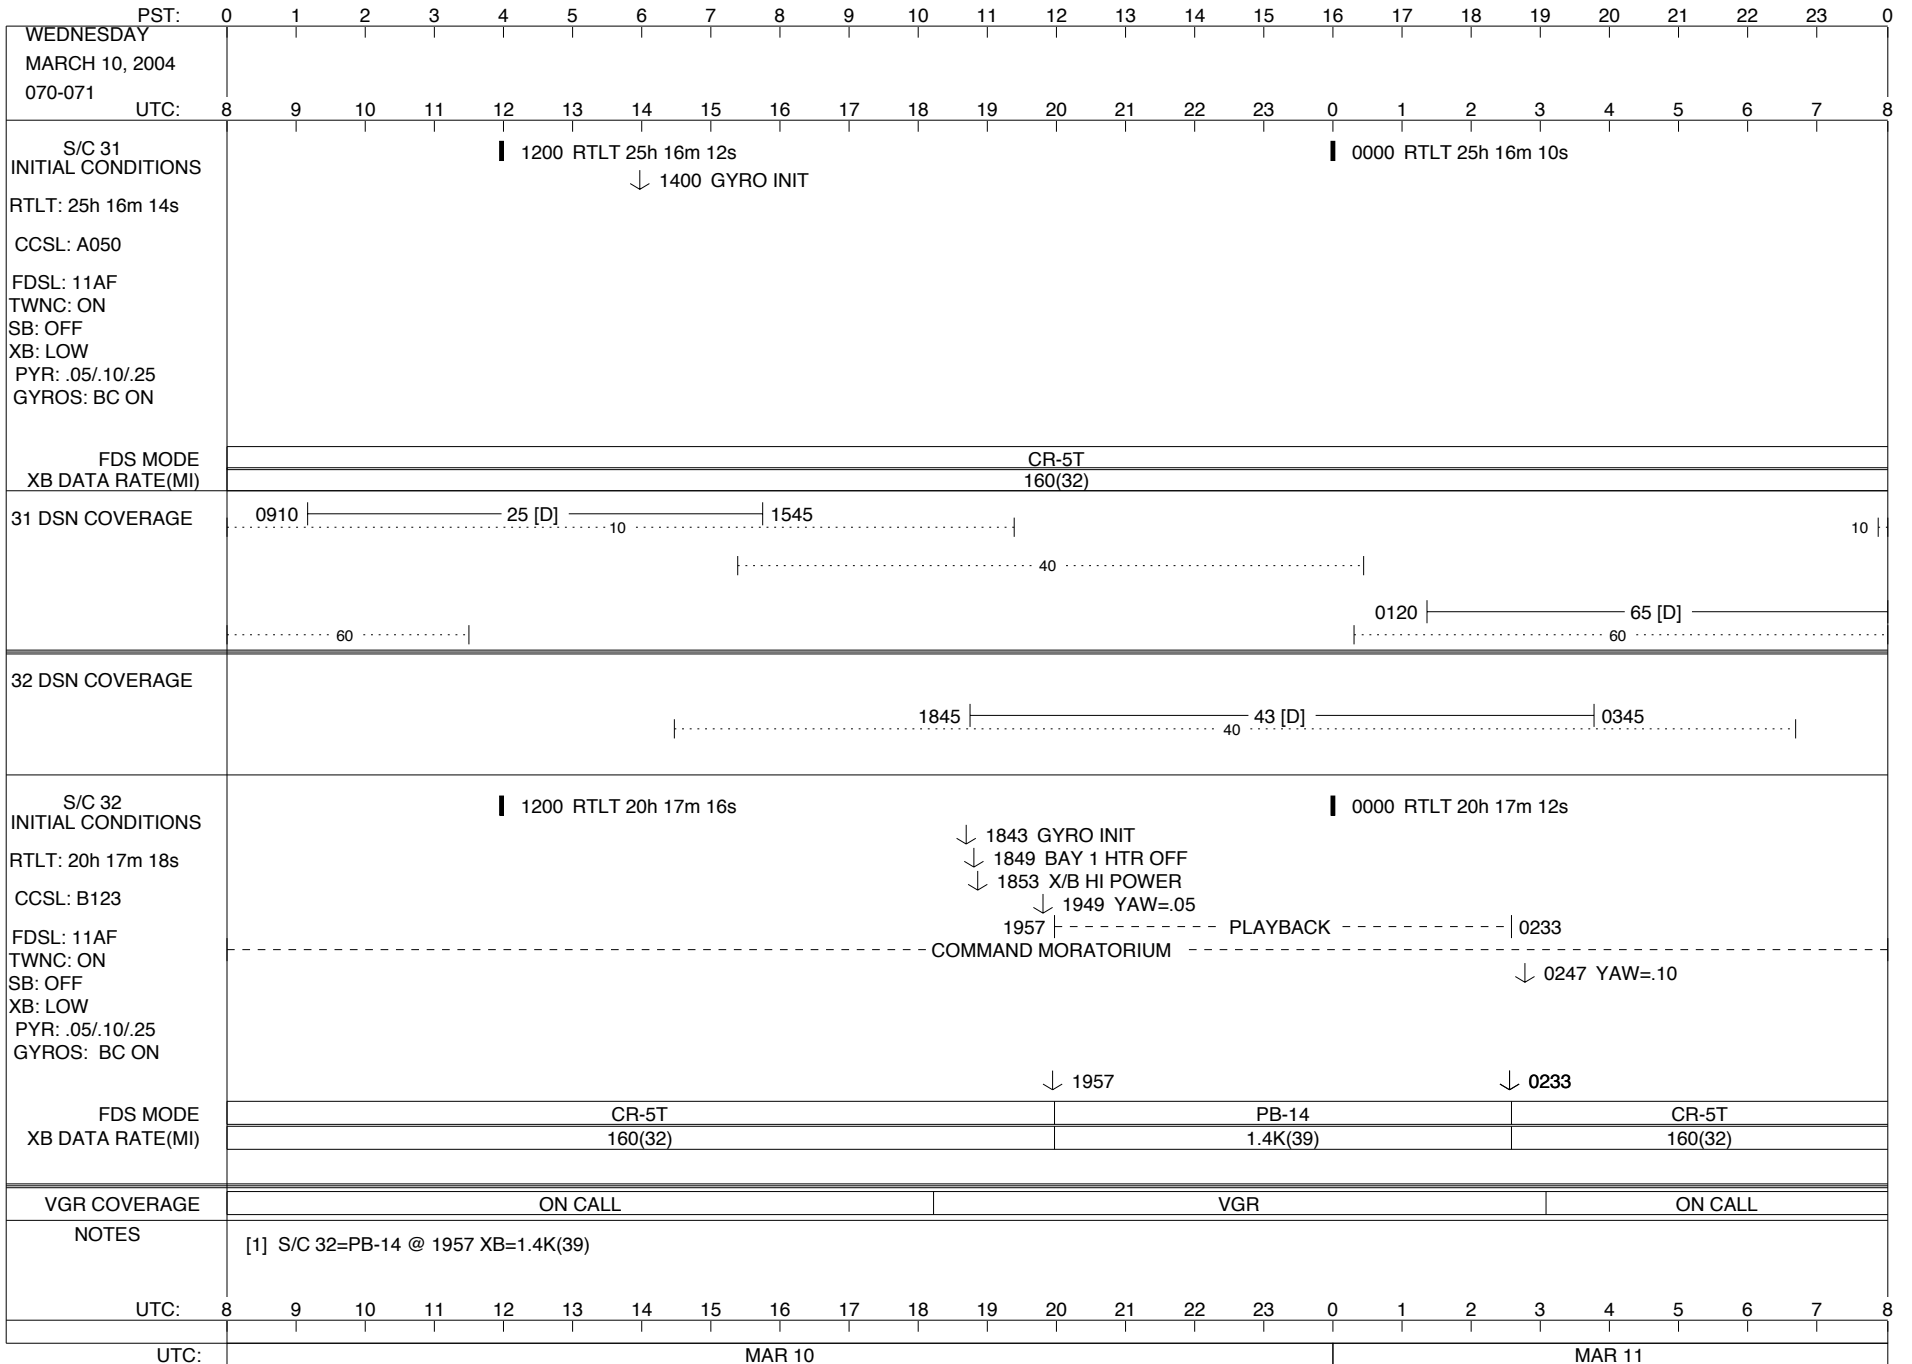 PST: 0 1 2 3 4 5 6 7 8 9 10 11 12 13 14 15 16 17 18 19 20 21 22 23 0
WEDNESDAY
MARCH 10, 2004
070-071
UTC: 8 9 10 11 12 13 14 15 16 17 18 19 20 21 22 23 0 1 2 3 4 5 6 7 8
S/C 31
INITIAL CONDITIONS
RTLT: 25h 16m 14s
CCSL: A050
FDSL: 11AF
TWNC: ON
SB: OFF
XB: LOW
PYR: .05/.10/.25
GYROS: BC ON
1200 RTLT 25h 16m 12s
0000 RTLT 25h 16m 10s
1400 GYRO INIT
FDS MODE CR-5T
XB DATA RATE(MI) 160(32)
31 DSN COVERAGE
0910 25 [D] 1545
10 10
40
0120 65 [D]
60 60
32 DSN COVERAGE
1845 43 [D] 0345
40
S/C 32
INITIAL CONDITIONS
RTLT: 20h 17m 18s
CCSL: B123
FDSL: 11AF
TWNC: ON
SB: OFF
XB: LOW
PYR: .05/.10/.25
GYROS: BC ON
1200 RTLT 20h 17m 16s
0000 RTLT 20h 17m 12s
1843 GYRO INIT
1849 BAY 1 HTR OFF
1853 X/B HI POWER
1949 YAW=.05
1957 PLAYBACK 0233
COMMAND MORATORIUM
0247 YAW=.10
1957 0233
FDS MODE CR-5T PB-14 CR-5T
XB DATA RATE(MI) 160(32) 1.4K(39) 160(32)
VGR COVERAGE ON CALL VGR ON CALL
NOTES
[1] S/C 32=PB-14 @ 1957 XB=1.4K(39)
UTC: 8 9 10 11 12 13 14 15 16 17 18 19 20 21 22 23 0 1 2 3 4 5 6 7 8
UTC: MAR 10 MAR 11